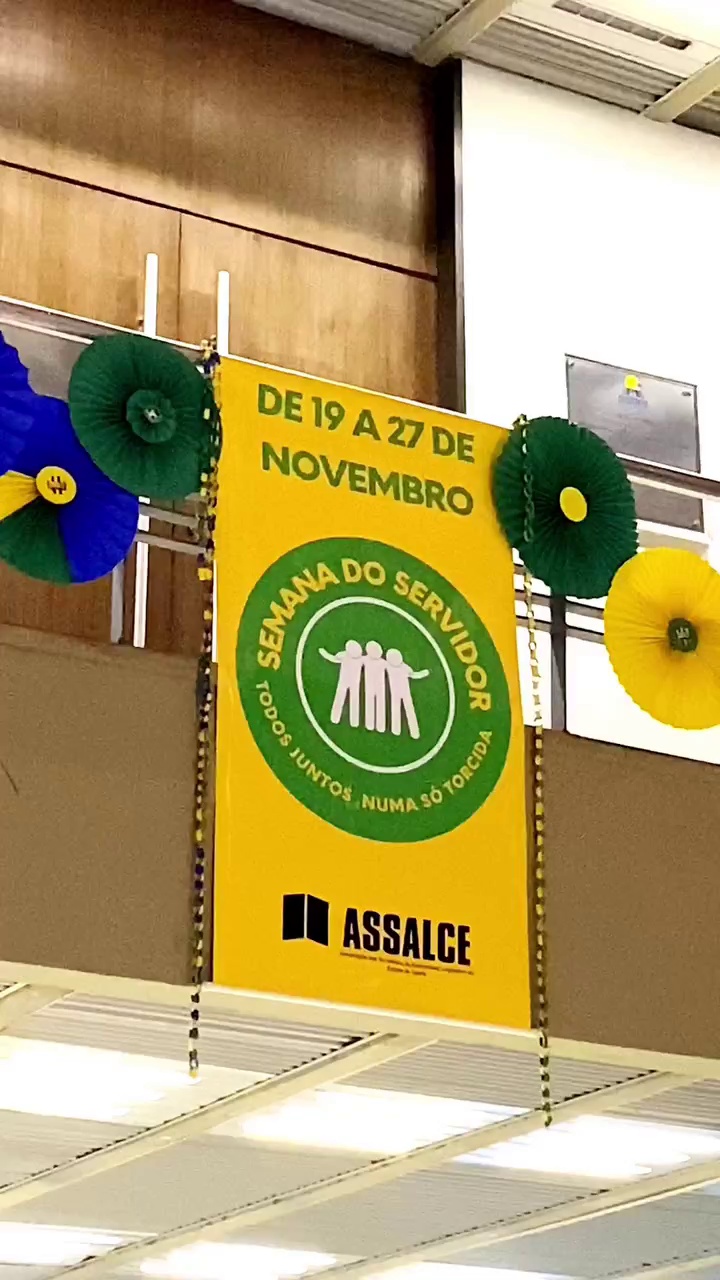 DE 19 A 27 DE
NOVEMBRO
SEMANA DO SERVIDOR
TODOS JUNTOS NUMA SÓ TORCIDA
ASSALCE